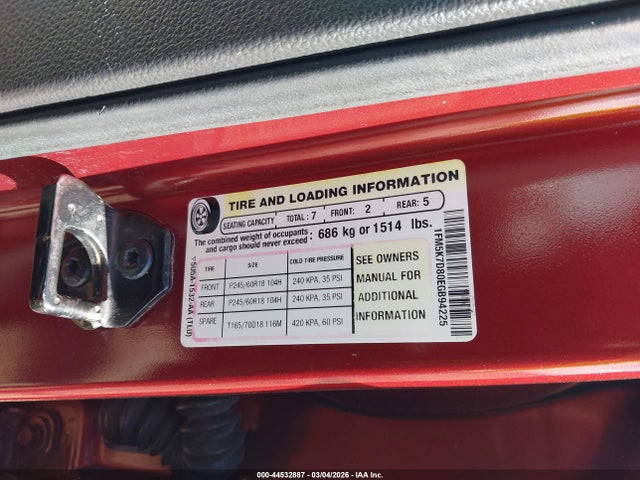 TIRE AND LOADING INFORMATION
SEATING CAPACITY TOTAL : 7 FRONT: 2 REAR: 5
The combined weight of occupants and cargo should never exceed : 686 kg or 1514 lbs.
TIRE SIZE COLD TIRE PRESSURE
FRONT P245/60R18 104H 240 KPA, 35 PSI
REAR P245/60R18 104H 240 KPA, 35 PSI
SPARE T165/70D18 116M 420 KPA, 60 PSI
SEE OWNERS
MANUAL FOR
ADDITIONAL
INFORMATION
1FM5K7D80EGB94225
000-44532887 - 03/04/2026 - IAA Inc.